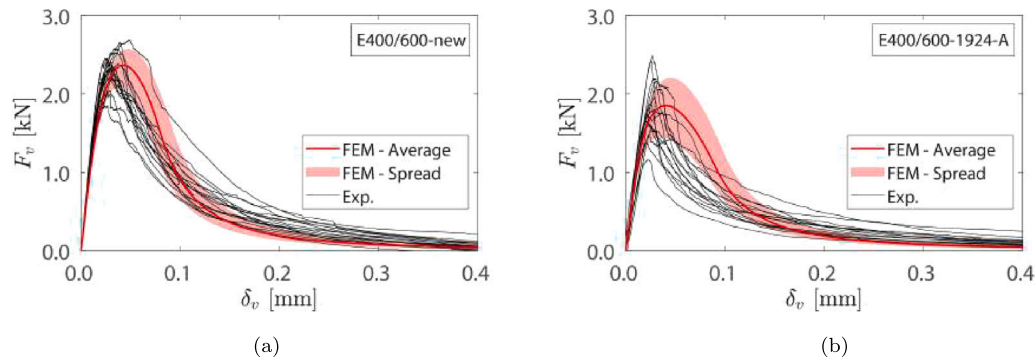 3.0
E400/600-new
2.0
F_v [kN]
FEM - Average
1.0
FEM - Spread
Exp.
0.0
0.0 0.1 0.2 0.3 0.4
δ_v [mm]
(a)
3.0
E400/600-1924-A
2.0
F_v [kN]
FEM - Average
1.0
FEM - Spread
Exp.
0.0
0.0 0.1 0.2 0.3 0.4
δ_v [mm]
(b)